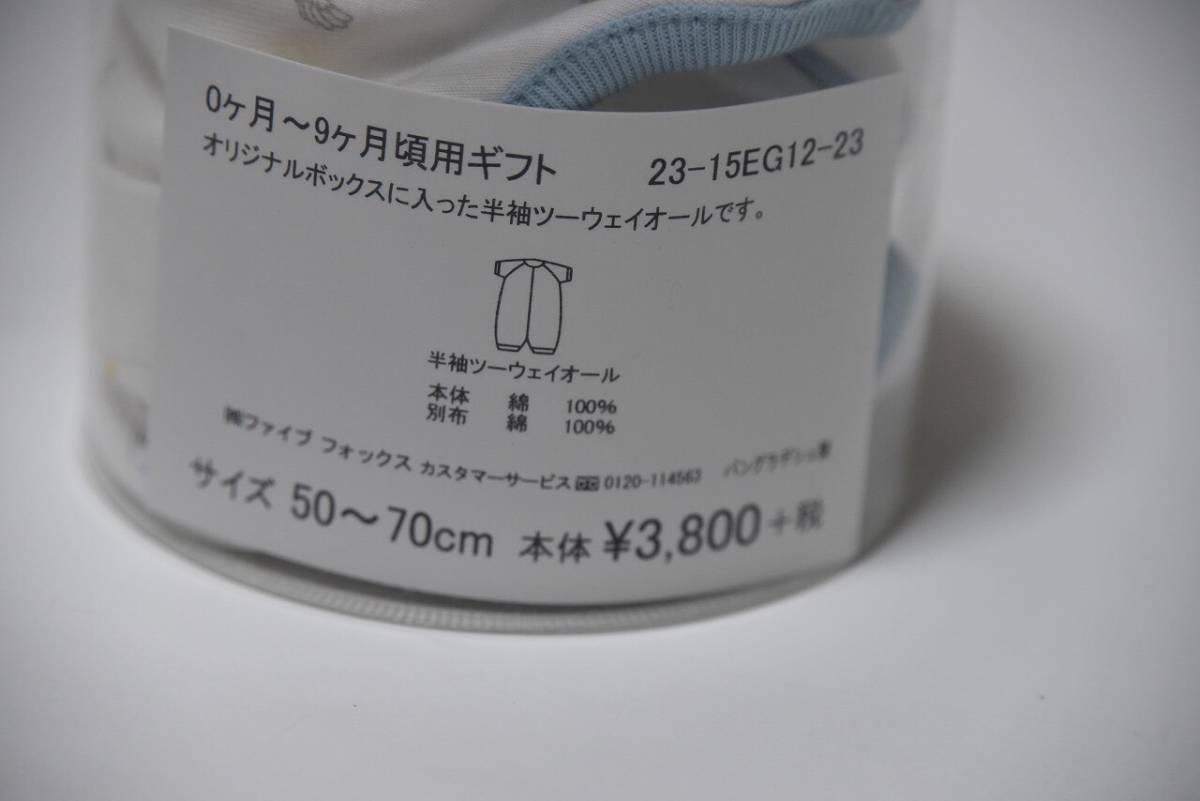 0ヶ月～9ヶ月頃用ギフト 23-15EG12-23
オリジナルボックスに入った半袖ツーウェイオールです。
半袖ツーウェイオール
本体 綿 100%
別布 綿 100%
㈱ファイブ フォックス カスタマーサービス 0120-114563 バングラデシュ製
サイズ 50～70cm 本体 ¥3,800+税